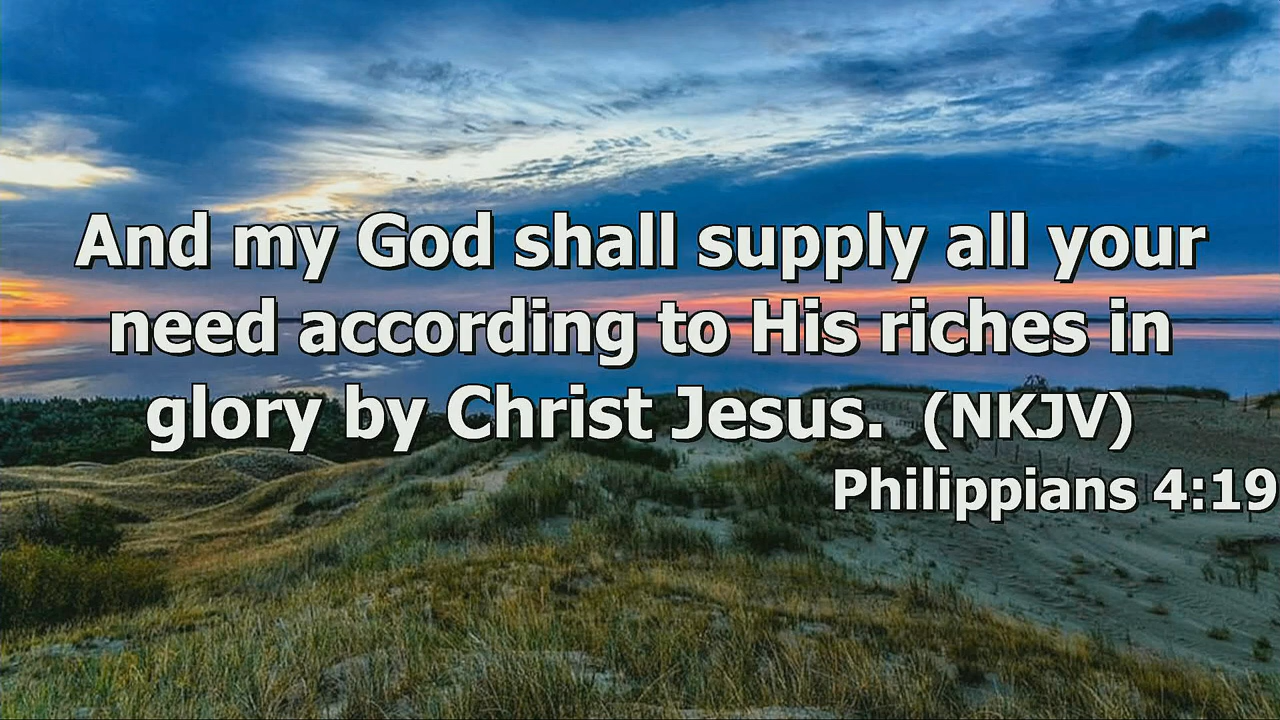 And my God shall supply all your
need according to His riches in
glory by Christ Jesus. (NKJV)
Philippians 4:19